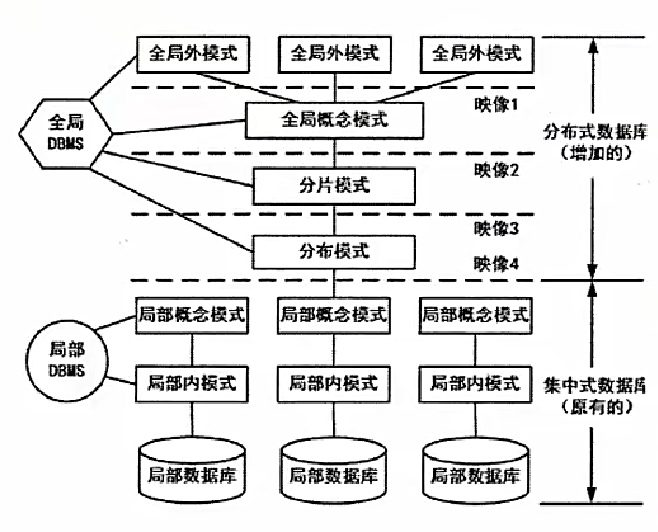 全局外模式 全局外模式 全局外模式
映像1
全局
DBMS
全局概念模式
分布式数据库
(增加的)
映像2
分片模式
映像3
分布模式
映像4
局部概念模式 局部概念模式 局部概念模式
局部
DBMS
局部内模式 局部内模式 局部内模式
集中式数据库
(原有的)
局部数据库 局部数据库 局部数据库